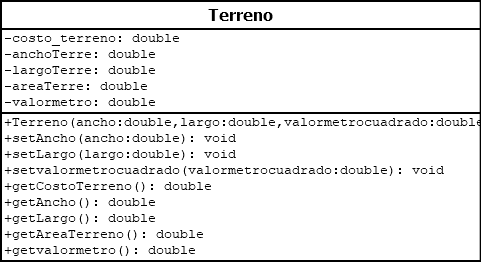 Terreno
-costo_terreno: double
-anchoTerre: double
-largoTerre: double
-areaTerre: double
-valormetro: double
+Terreno(ancho:double,largo:double,valormetrocuadrado:double
+setAncho(ancho:double): void
+setLargo(largo:double): void
+setvalormetrocuadrado(valormetrocuadrado:double): void
+getCostoTerreno(): double
+getAncho(): double
+getLargo(): double
+getAreaTerreno(): double
+getvalormetro(): double